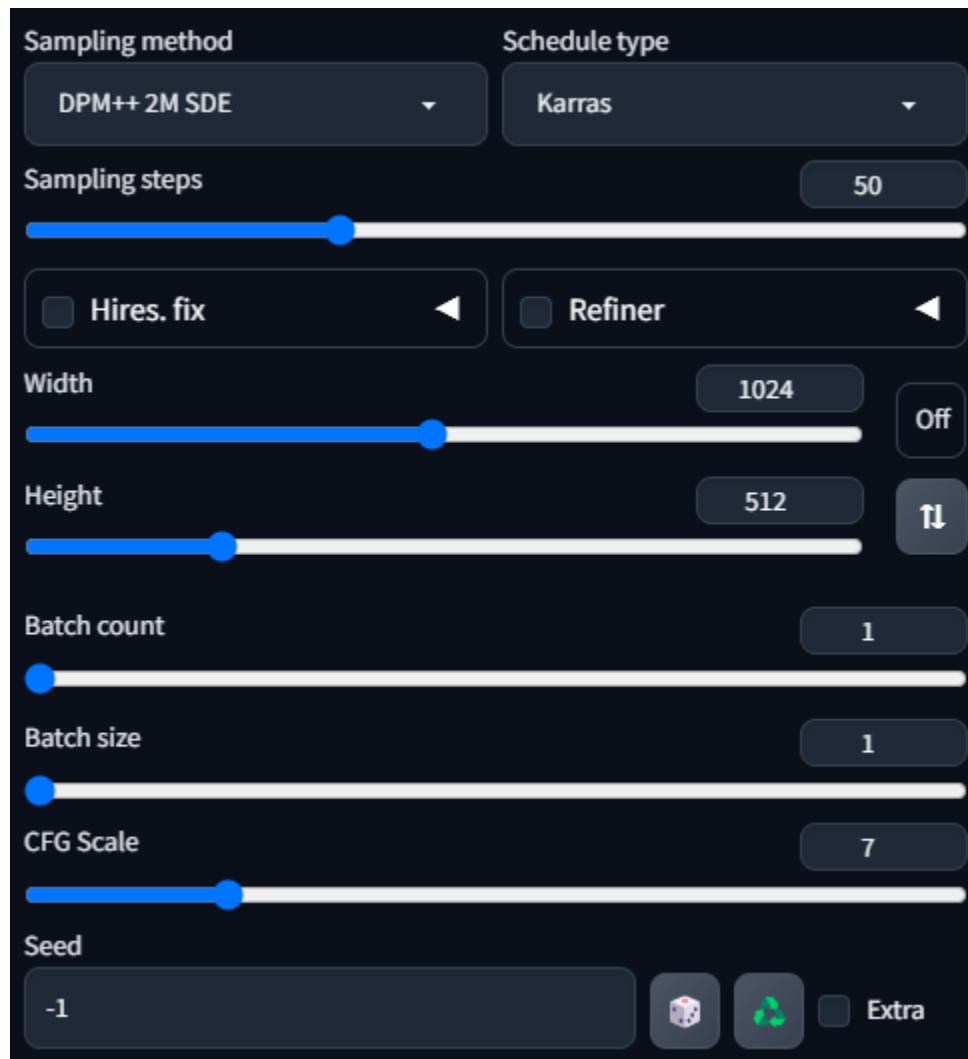 Sampling method
Schedule type
DPM++ 2M SDE
Karras
Sampling steps
50
Hires. fix
Refiner
Width
1024
Off
Height
512
Batch count
1
Batch size
1
CFG Scale
7
Seed
-1
Extra